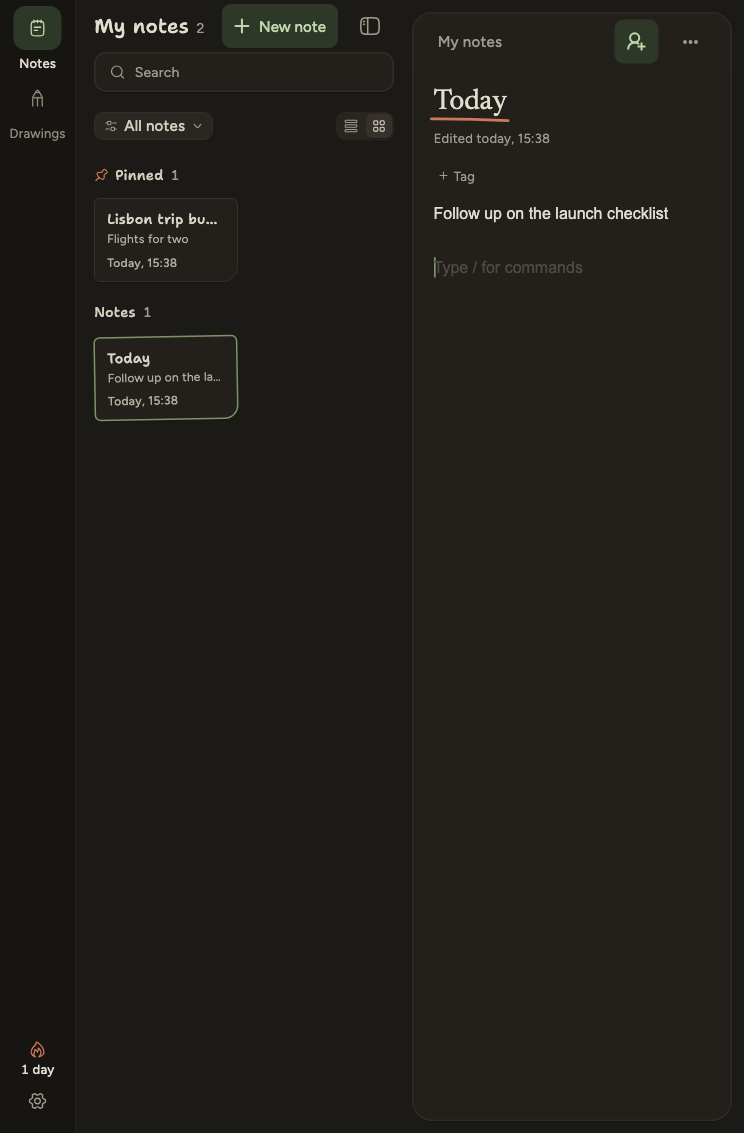 Notes
Drawings
1 day
My notes 2
New note
Search
All notes
Pinned 1
Lisbon trip bu...
Flights for two
Today, 15:38
Notes 1
Today
Follow up on the la...
Today, 15:38
My notes
Today
Edited today, 15:38
+ Tag
Follow up on the launch checklist
Type / for commands